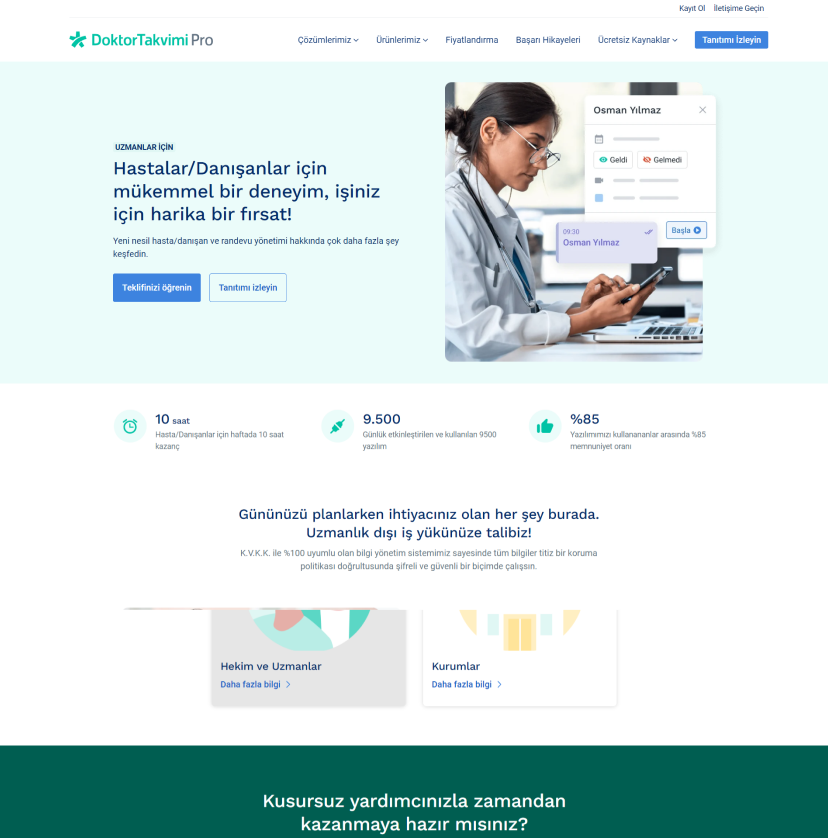 Kayıt Ol İletişime Geçin
DoktorTakvimi Pro
Çözümlerimiz Ürünlerimiz Fiyatlandırma Başarı Hikayeleri Ücretsiz Kaynaklar Tanıtımı İzleyin
UZMANLAR İÇİN
Hastalar/Danışanlar için
mükemmel bir deneyim, işiniz
için harika bir fırsat!
Yeni nesil hasta/danışan ve randevu yönetimi hakkında çok daha fazla şey
keşfedin.
Teklifinizi öğrenin Tanıtımı izleyin
Osman Yılmaz
Geldi Gelmedi
Başla
09:30
Osman Yılmaz
10 saat
Hasta/Danışanlar için haftada 10 saat
kazanç
9.500
Günlük etkinleştirilen ve kullanılan 9500
yazılım
%85
Yazılımımızı kullanananlar arasında %85
memnuniyet oranı
Gününüzü planlarken ihtiyacınız olan her şey burada.
Uzmanlık dışı iş yükünüze talibiz!
K.V.K.K. ile %100 uyumlu olan bilgi yönetim sistemimiz sayesinde tüm bilgiler titiz bir koruma
politikası doğrultusunda şifreli ve güvenli bir biçimde çalışsın.
Hekim ve Uzmanlar
Daha fazla bilgi
Kurumlar
Daha fazla bilgi
Kusursuz yardımcınızla zamandan
kazanmaya hazır mısınız?